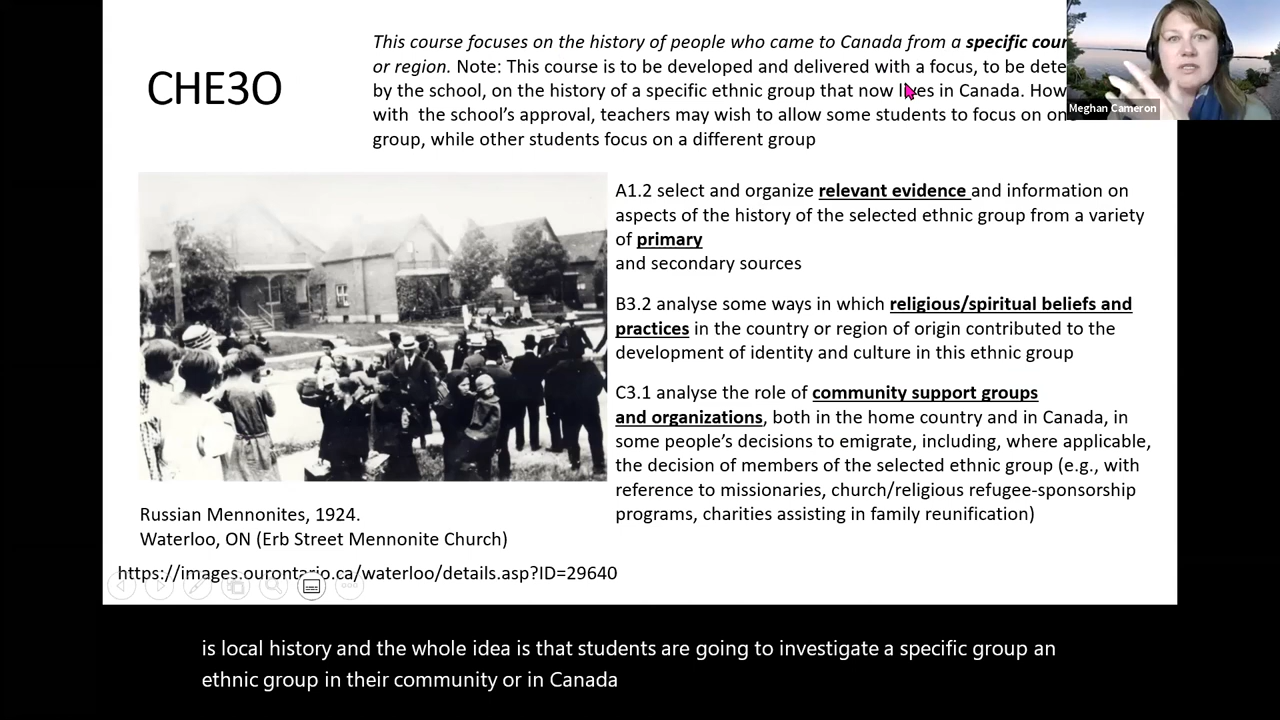 CHE3O
This course focuses on the history of people who came to Canada from a specific
or region. Note: This course is to be developed and delivered with a focus, to be
by the school, on the history of a specific ethnic group that now lives in Canada.
with the school's approval, teachers may wish to allow some students to focus on
group, while other students focus on a different group
Meghan Cameron
A1.2 select and organize relevant evidence and information on
aspects of the history of the selected ethnic group from a variety
of primary
and secondary sources
B3.2 analyse some ways in which religious/spiritual beliefs and
practices in the country or region of origin contributed to the
development of identity and culture in this ethnic group
C3.1 analyse the role of community support groups
and organizations, both in the home country and in Canada, in
some people's decisions to emigrate, including, where applicable,
the decision of members of the selected ethnic group (e.g., with
reference to missionaries, church/religious refugee-sponsorship
programs, charities assisting in family reunification)
Russian Mennonites, 1924.
Waterloo, ON (Erb Street Mennonite Church)
https://images.ourontario.ca/waterloo/details.asp?ID=29640
is local history and the whole idea is that students are going to investigate a specific group an
ethnic group in their community or in Canada